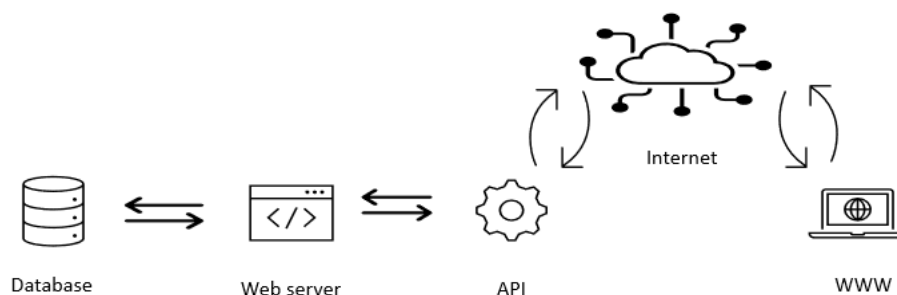 Internet
Database
Web server
API
WWW
</>